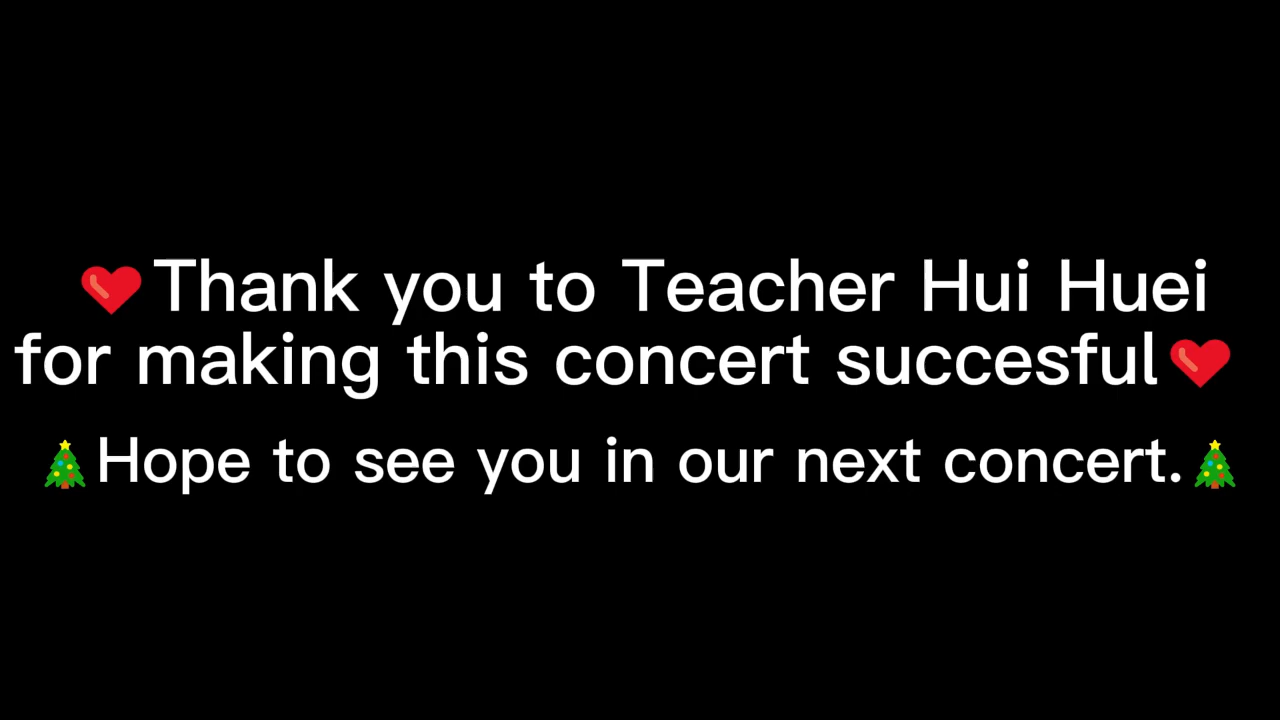 ❤️Thank you to Teacher Hui Huei
for making this concert succesful❤️
🎄Hope to see you in our next concert.🎄